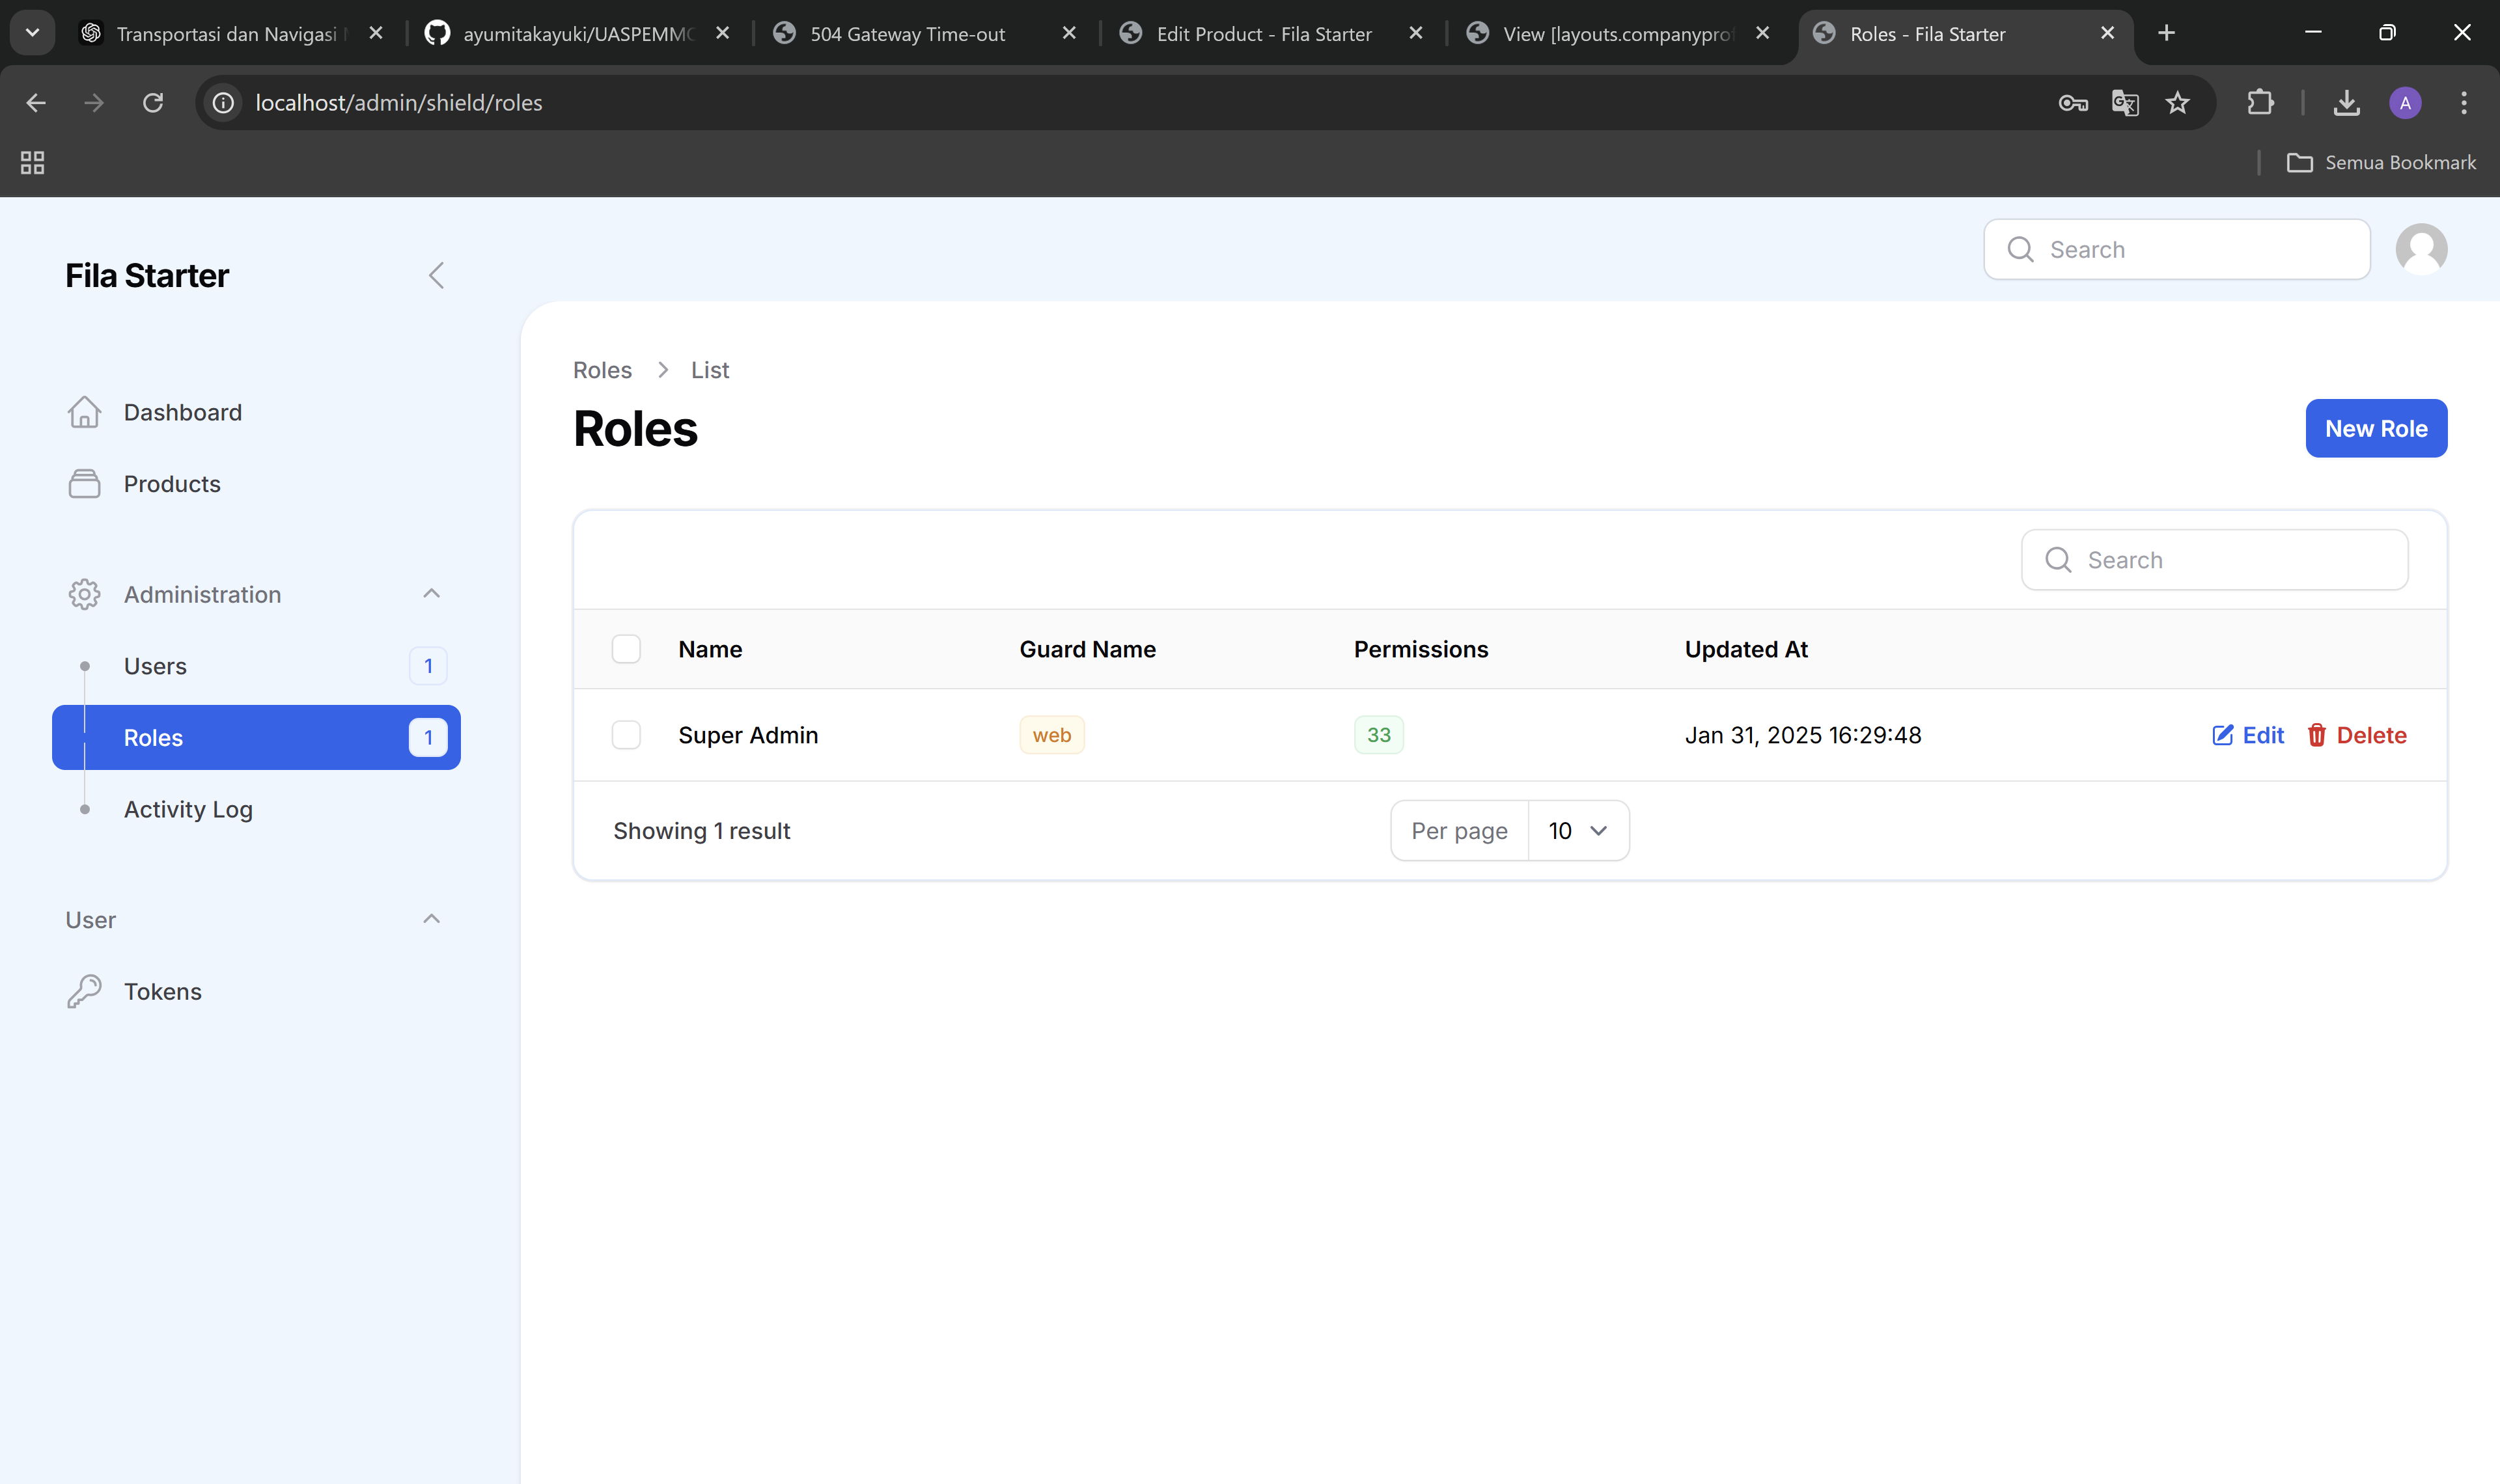 Transportasi dan Navigasi
ayumitakayuki/UASPEMMO
504 Gateway Time-out
Edit Product - Fila Starter
View [layouts.companyprof
Roles - Fila Starter
localhost/admin/shield/roles
A
Semua Bookmark
Fila Starter
Search
Dashboard
Products
Administration
Users 1
Roles 1
Activity Log
User
Tokens
Roles > List
Roles
New Role
Search
Name Guard Name Permissions Updated At
Super Admin web 33 Jan 31, 2025 16:29:48 Edit Delete
Showing 1 result Per page 10